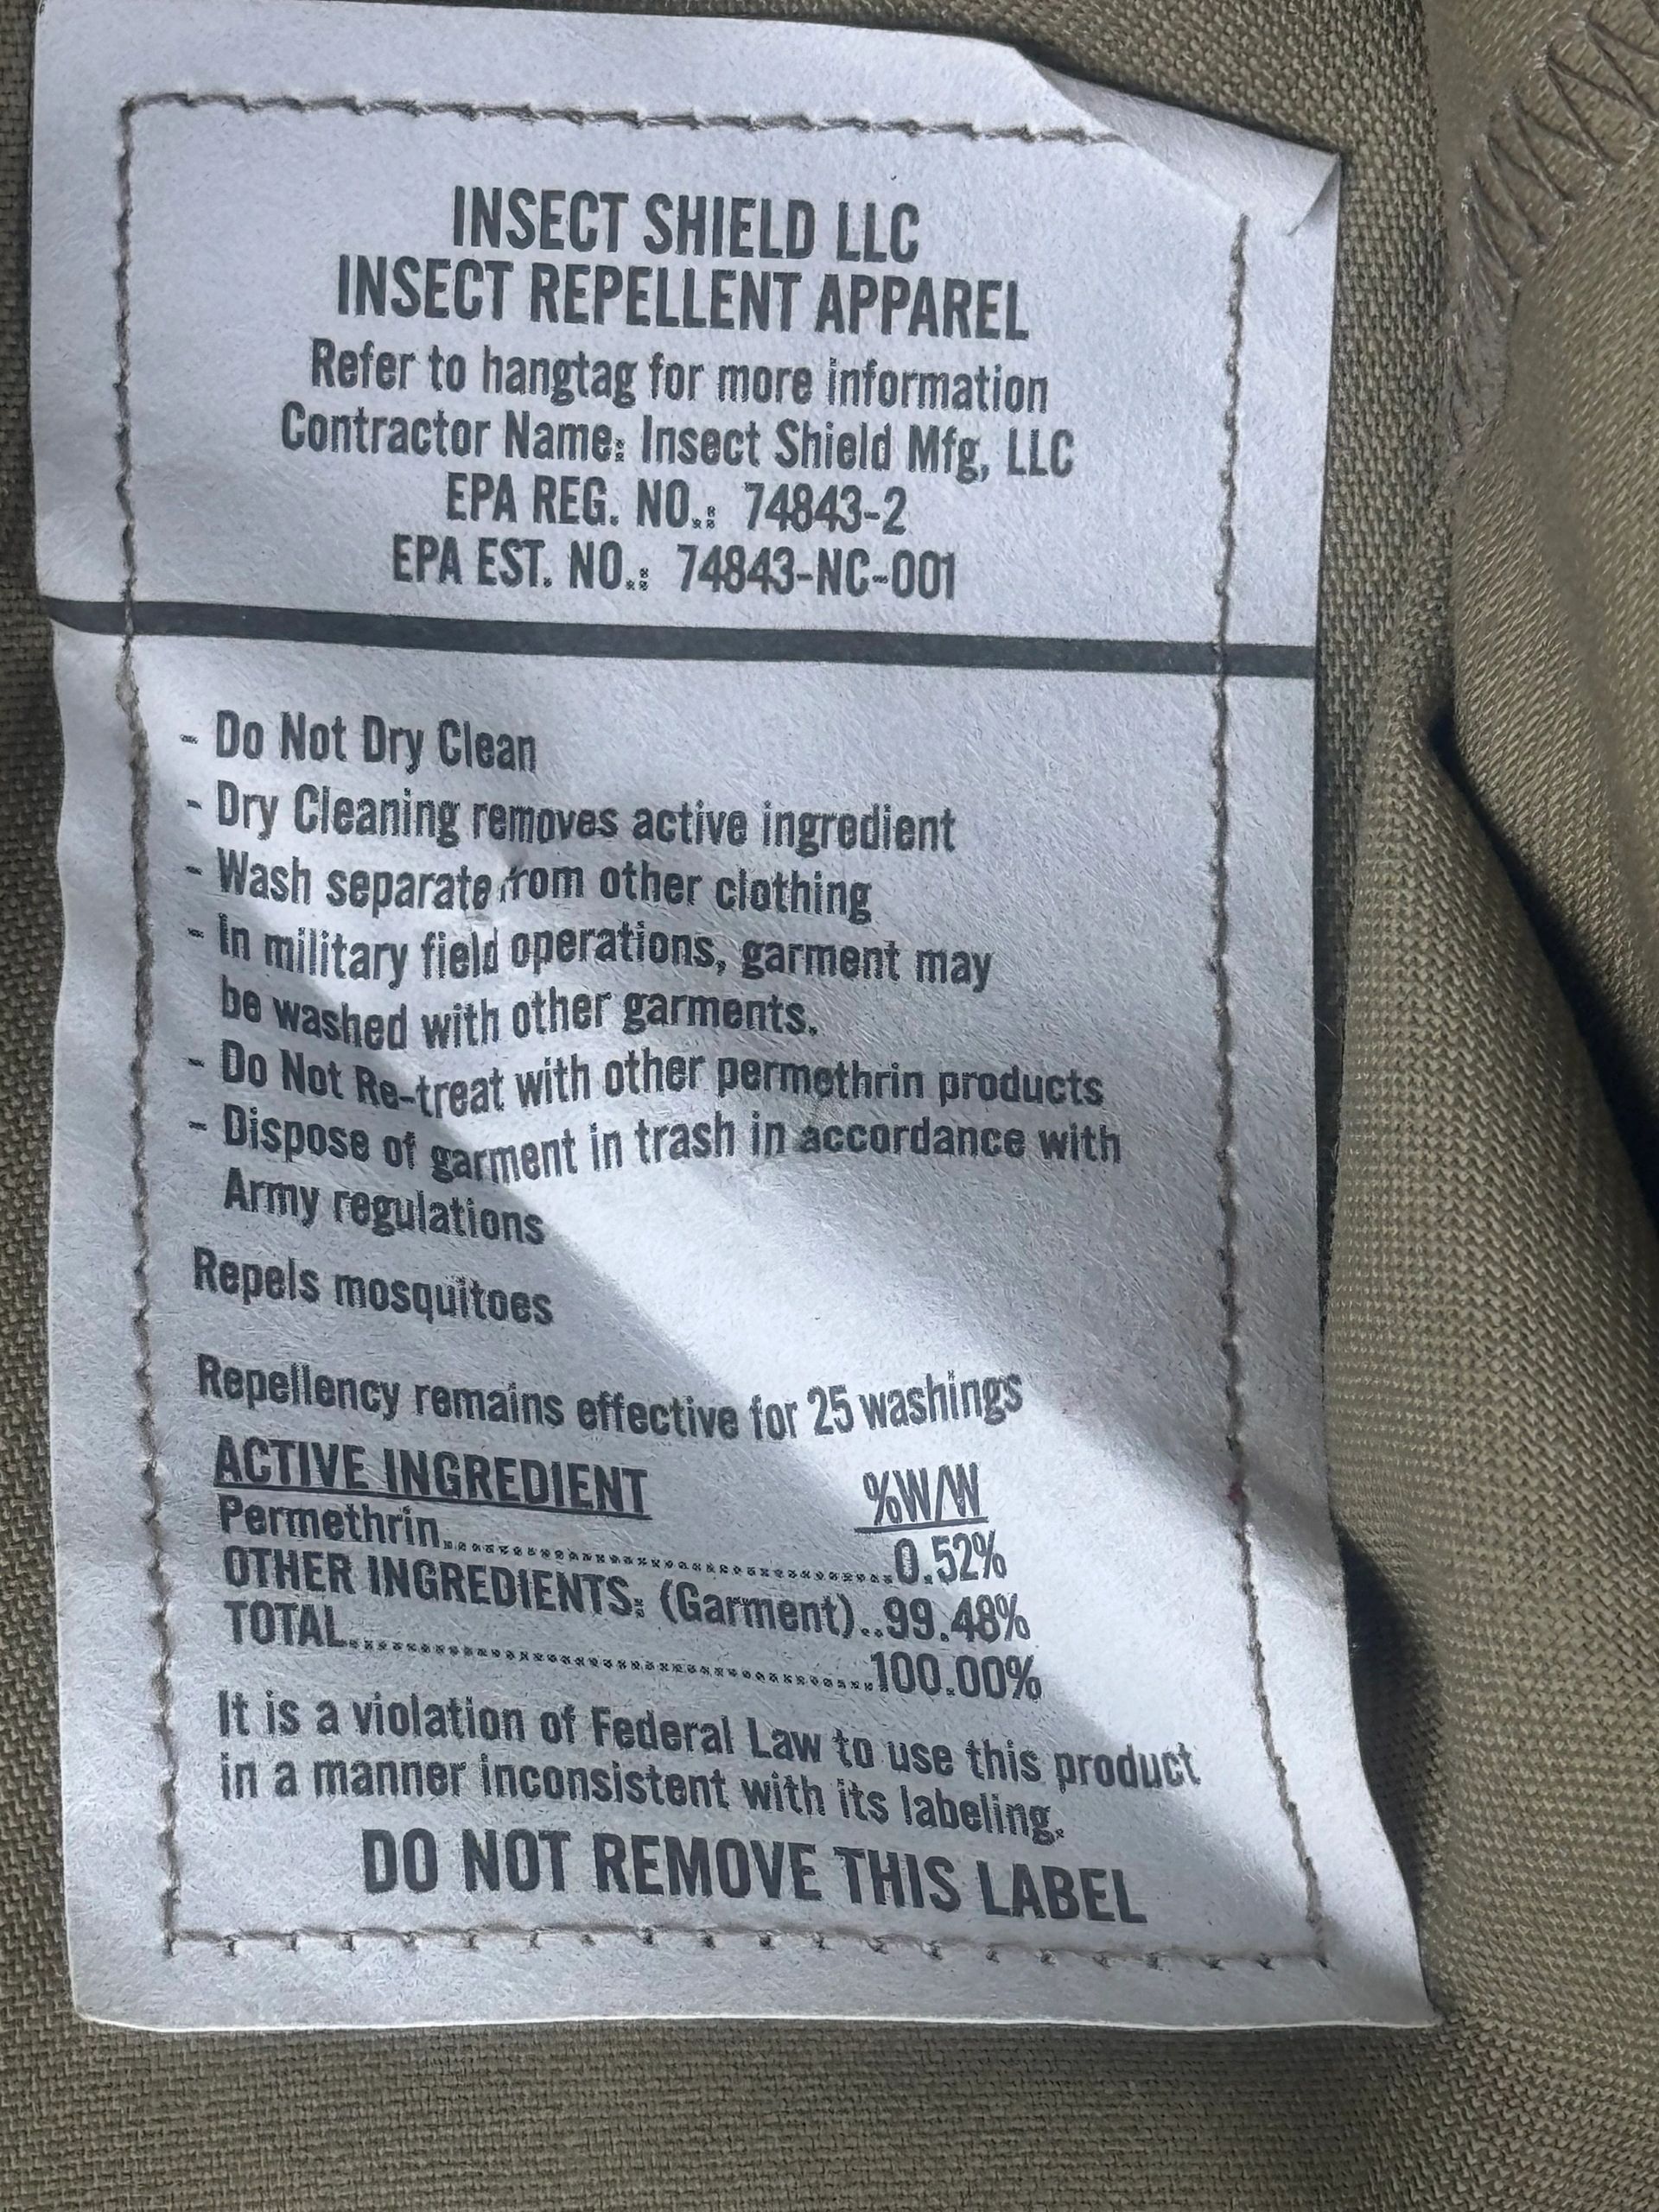 INSECT SHIELD LLC
INSECT REPELLENT APPAREL
Refer to hangtag for more information
Contractor Name: Insect Shield Mfg, LLC
EPA REG. NO.: 74843-2
EPA EST. NO.: 74843-NC-001
- Do Not Dry Clean
- Dry Cleaning removes active ingredient
- Wash separate from other clothing
- In military field operations, garment may
be washed with other garments.
- Do Not Re-treat with other permethrin products
- Dispose of garment in trash in accordance with
Army regulations
Repels mosquitoes
Repellency remains effective for 25 washings
ACTIVE INGREDIENT %W/W
Permethrin........................................0.52%
OTHER INGREDIENTS: (Garment)..99.48%
TOTAL................................................100.00%
It is a violation of Federal Law to use this product
in a manner inconsistent with its labeling.
DO NOT REMOVE THIS LABEL